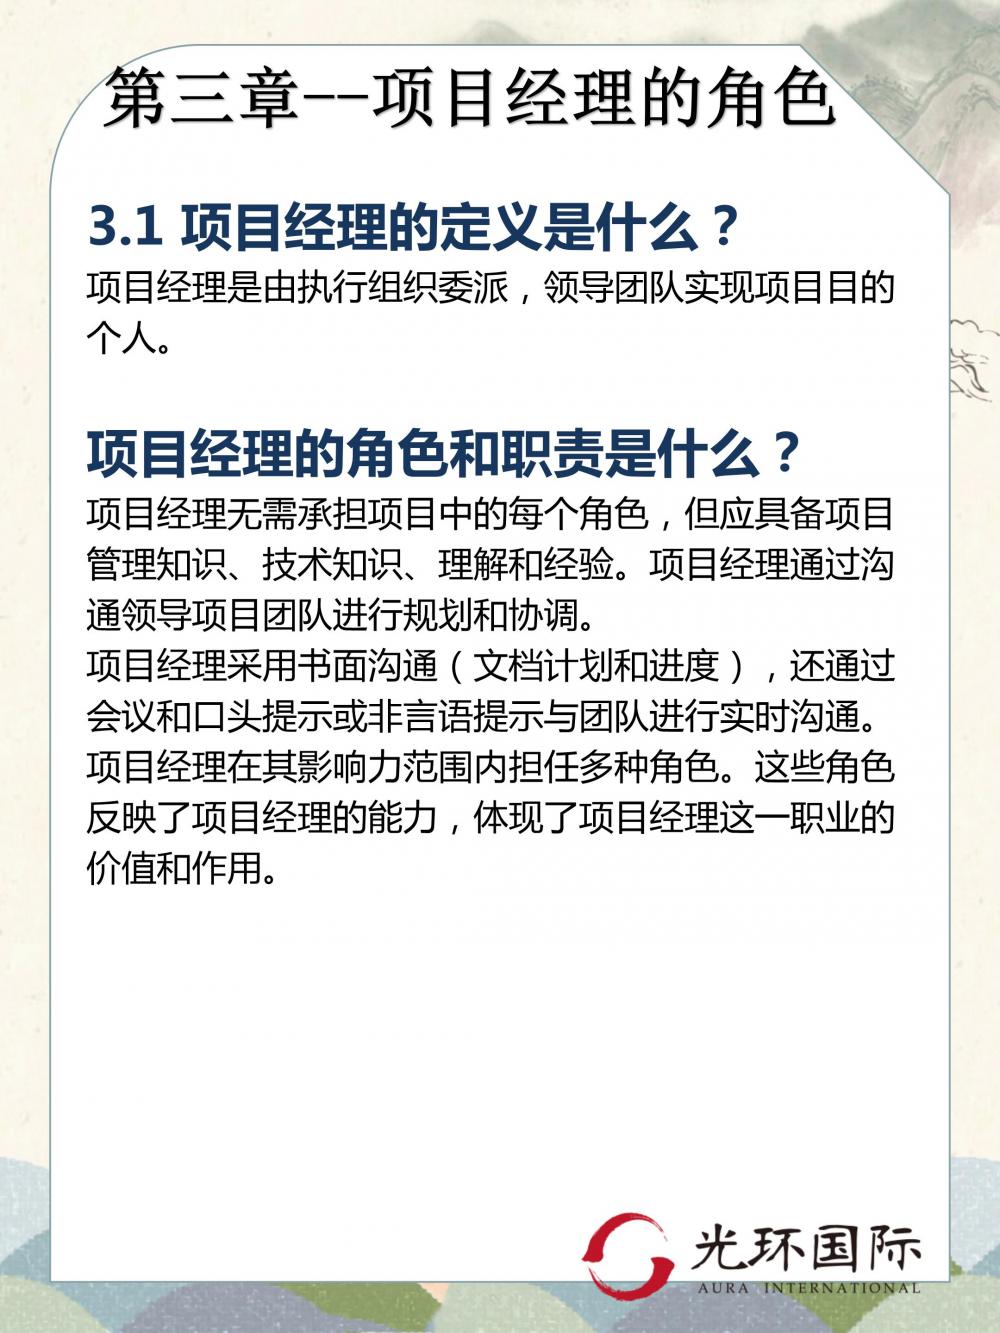 第三章--项目经理的角色
3.1 项目经理的定义是什么？
项目经理是由执行组织委派，领导团队实现项目目的
个人。
项目经理的角色和职责是什么？
项目经理无需承担项目中的每个角色，但应具备项目
管理知识、技术知识、理解和经验。项目经理通过沟
通领导项目团队进行规划和协调。
项目经理采用书面沟通（文档计划和进度），还通过
会议和口头提示或非言语提示与团队进行实时沟通。
项目经理在其影响力范围内担任多种角色。这些角色
反映了项目经理的能力，体现了项目经理这一职业的
价值和作用。
光环国际
AURA INTERNATIONAL